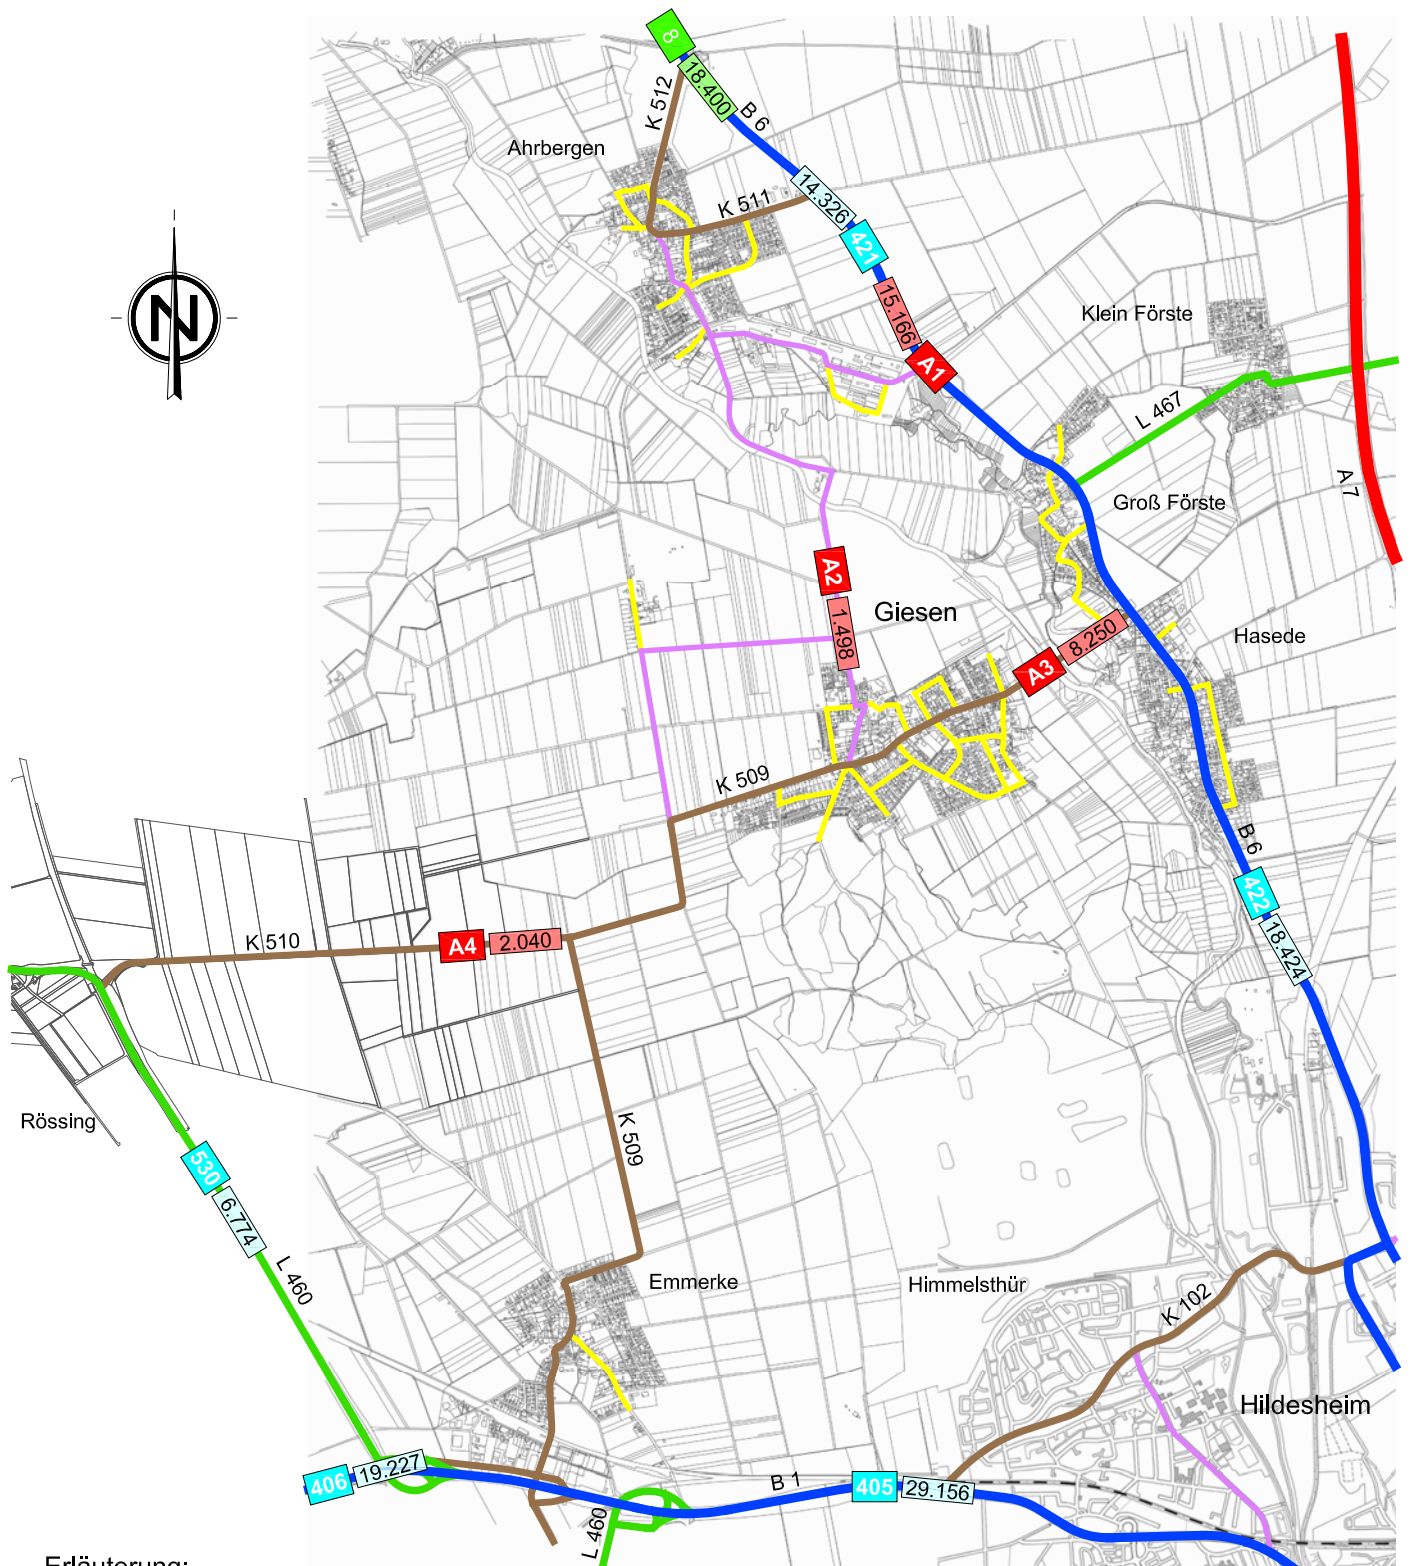 8
18.400
B 6
K 512
Ahrbergen
K 511
14.326
421
15.166
A1
N
Klein Förste
L 467
A 7
Groß Förste
A2
1.498
Giesen
A3
8.250
Hasede
K 509
B 6
422
18.424
K 510
A4
2.040
Rössing
K 509
530
6.774
L 460
Emmerke
Himmelsthür
K 102
Hildesheim
406
19.227
B 1
405
29.156
L 460
Erläuterung: